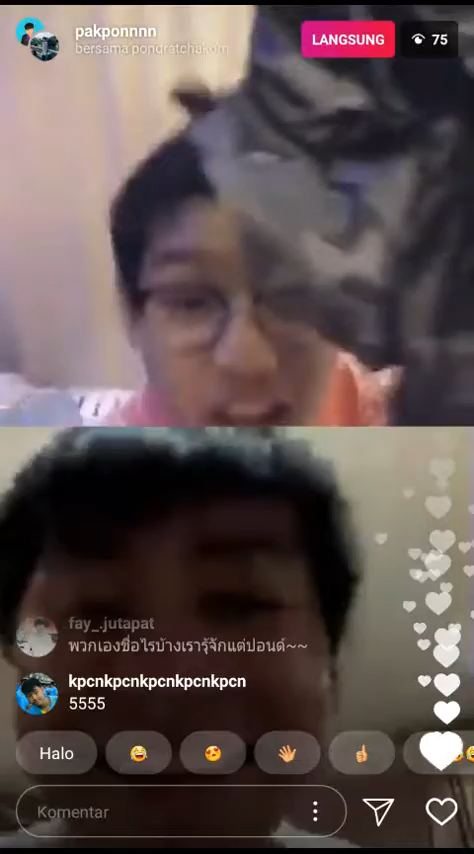 pakponnnn
LANGSUNG
75
bersama pondratchakom
fay_.jutapat
พวกเองชื่อไรบ้างเรารู้จักแต่ปอนด์~~
kpcnkpcnkpcnkpcnkpcn
5555
Halo
Komentar